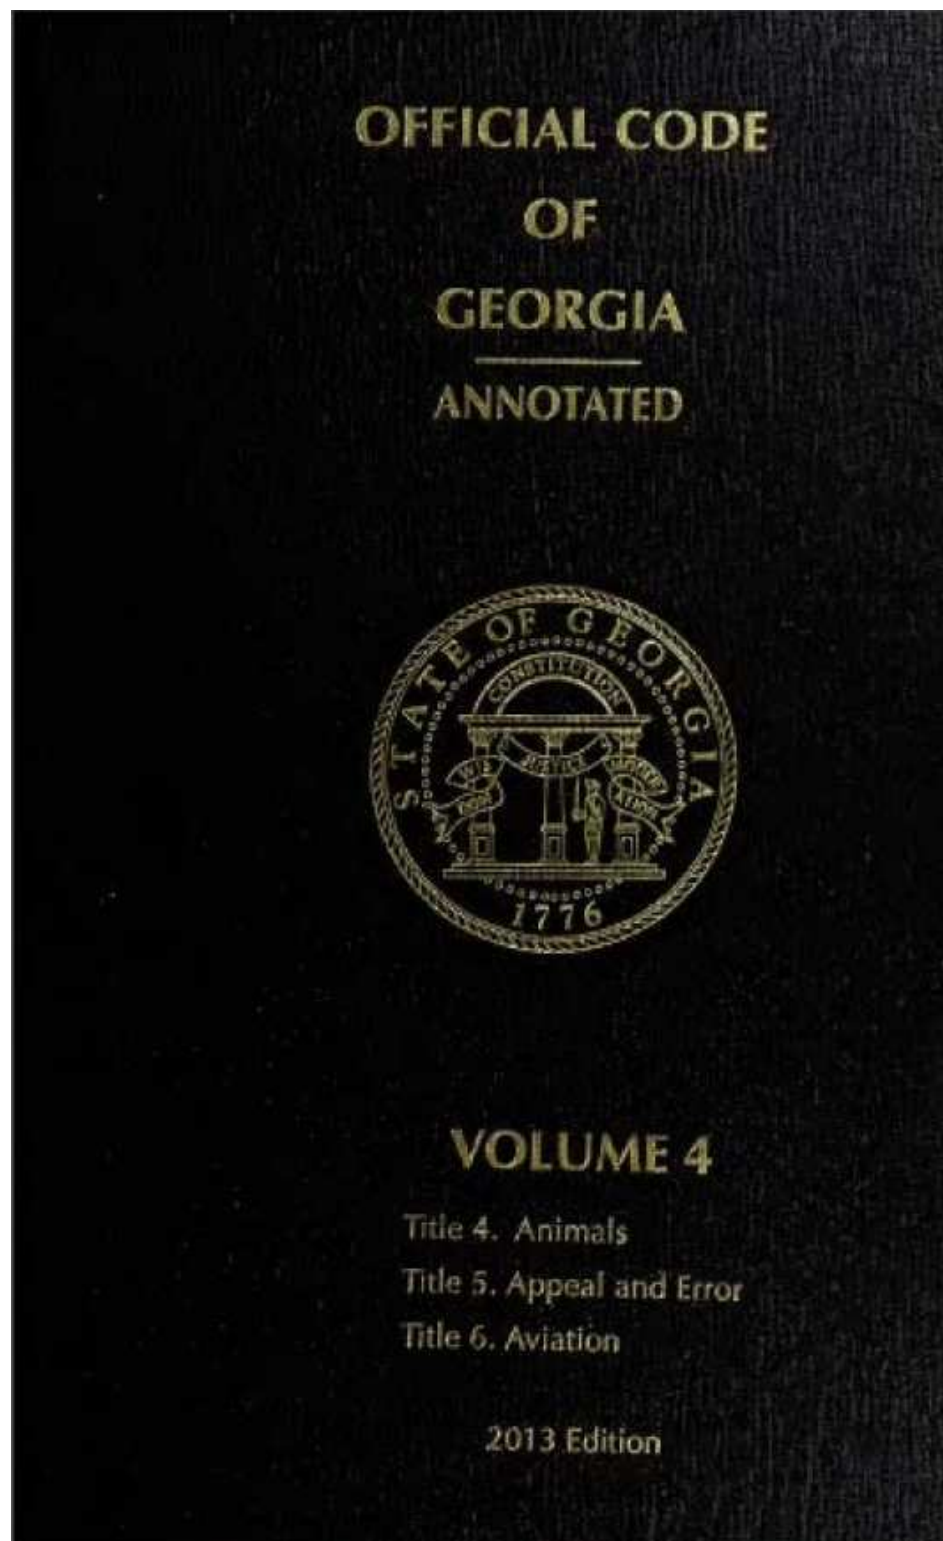 OFFICIAL CODE
OF
GEORGIA
ANNOTATED
STATE OF GEORGIA
CONSTITUTION
JUSTICE
1776
VOLUME 4
Title 4. Animals
Title 5. Appeal and Error
Title 6. Aviation
2013 Edition